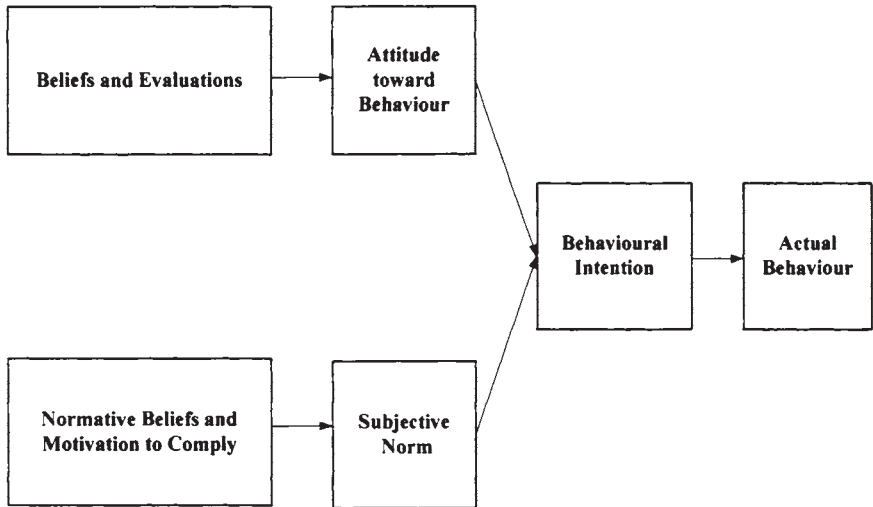 Beliefs and Evaluations
Attitude
toward
Behaviour
Behavioural
Intention
Actual
Behaviour
Normative Beliefs and
Motivation to Comply
Subjective
Norm